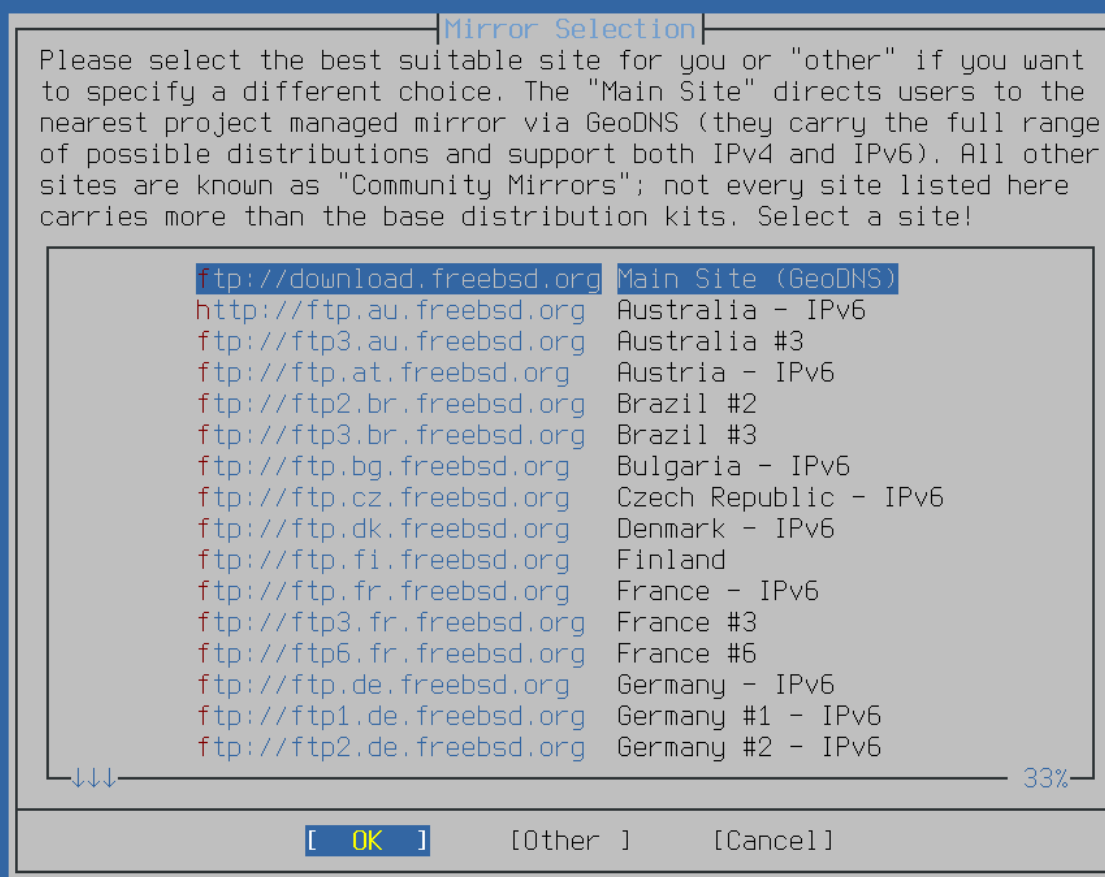 Mirror Selection
Please select the best suitable site for you or "other" if you want
to specify a different choice. The "Main Site" directs users to the
nearest project managed mirror via GeoDNS (they carry the full range
of possible distributions and support both IPv4 and IPv6). All other
sites are known as "Community Mirrors"; not every site listed here
carries more than the base distribution kits. Select a site!
ftp://download.freebsd.org Main Site (GeoDNS)
http://ftp.au.freebsd.org Australia - IPv6
ftp://ftp3.au.freebsd.org Australia #3
ftp://ftp.at.freebsd.org Austria - IPv6
ftp://ftp2.br.freebsd.org Brazil #2
ftp://ftp3.br.freebsd.org Brazil #3
ftp://ftp.bg.freebsd.org Bulgaria - IPv6
ftp://ftp.cz.freebsd.org Czech Republic - IPv6
ftp://ftp.dk.freebsd.org Denmark - IPv6
ftp://ftp.fi.freebsd.org Finland
ftp://ftp.fr.freebsd.org France - IPv6
ftp://ftp3.fr.freebsd.org France #3
ftp://ftp6.fr.freebsd.org France #6
ftp://ftp.de.freebsd.org Germany - IPv6
ftp://ftp1.de.freebsd.org Germany #1 - IPv6
ftp://ftp2.de.freebsd.org Germany #2 - IPv6
↓↓↓ 33%
[ OK ] [Other ] [Cancel]